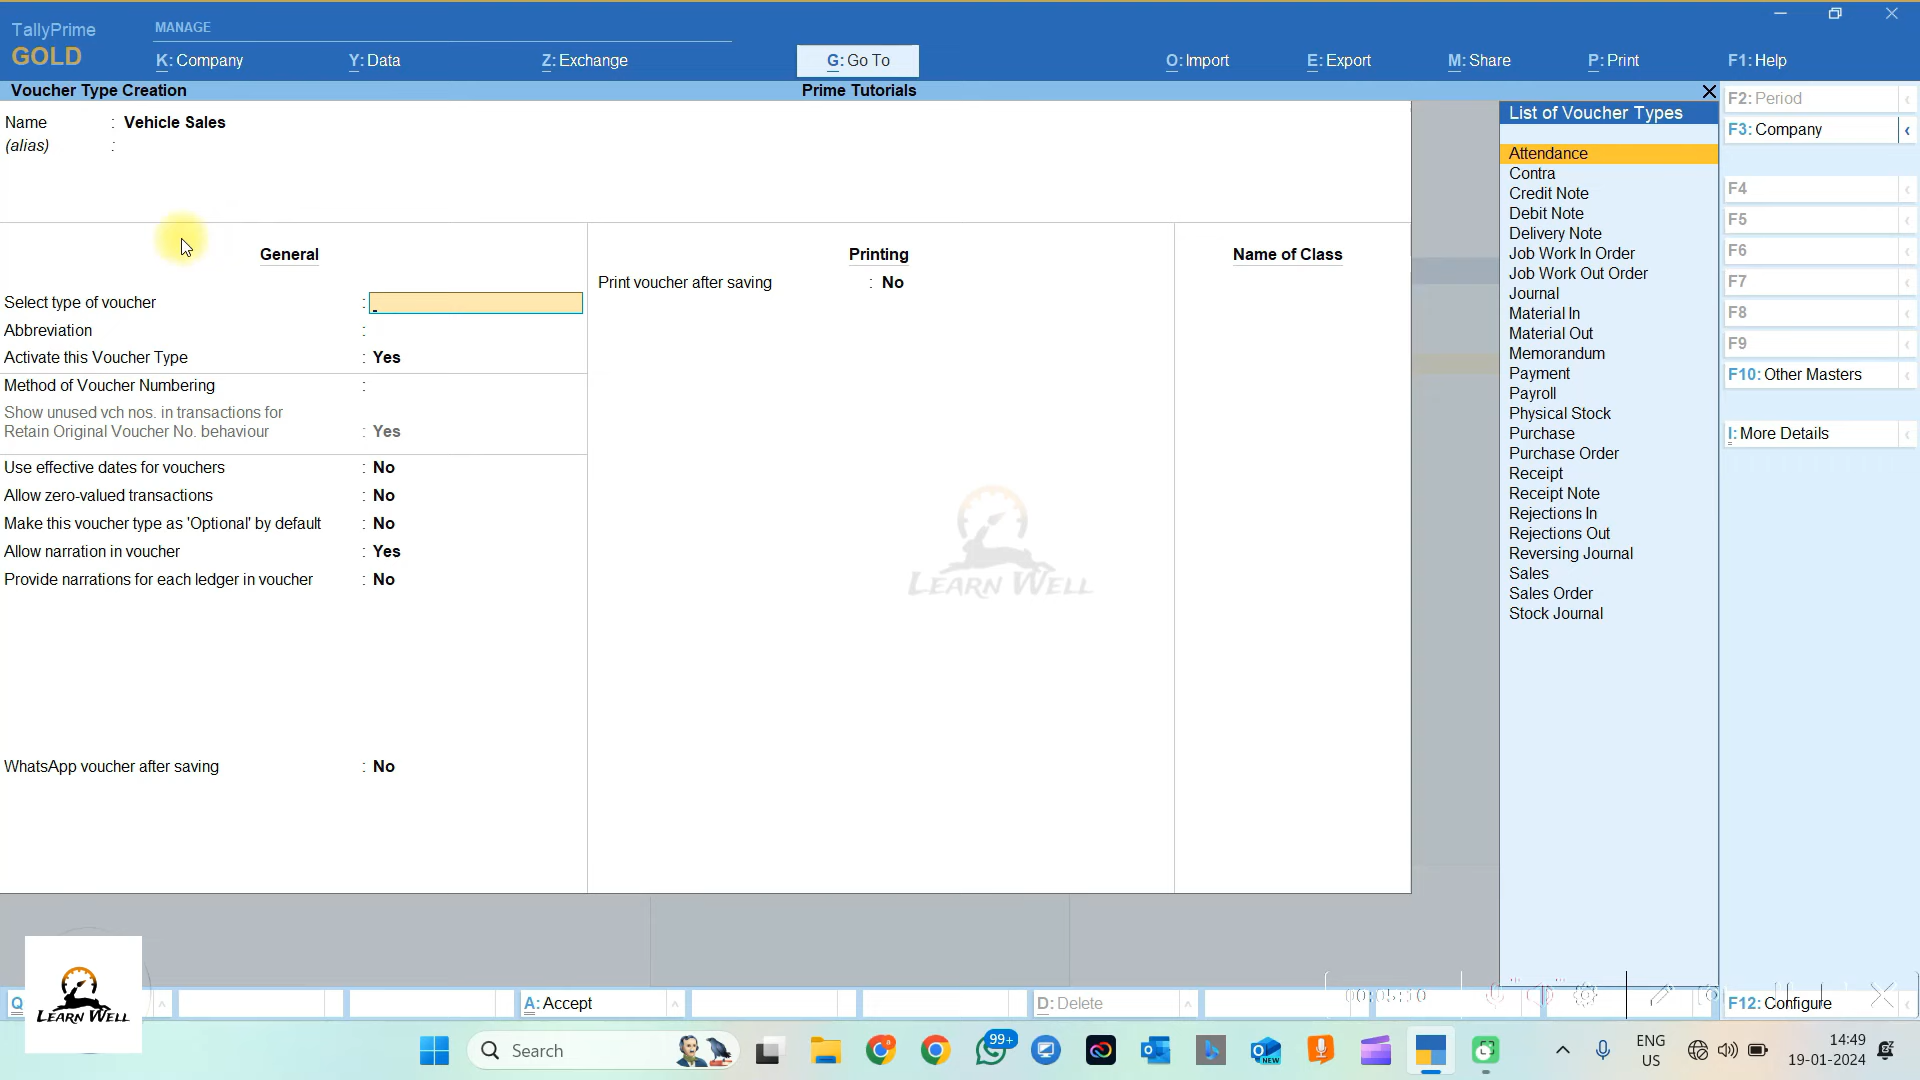 TallyPrime
GOLD
MANAGE
K: Company
Y: Data
Z: Exchange
G: Go To
O: Import
E: Export
M: Share
P: Print
F1: Help
Voucher Type Creation
Prime Tutorials
Name : Vehicle Sales
(alias) :
General
Select type of voucher :
Abbreviation :
Activate this Voucher Type : Yes
Method of Voucher Numbering :
Show unused vch nos. in transactions for
Retain Original Voucher No. behaviour : Yes
Use effective dates for vouchers : No
Allow zero-valued transactions : No
Make this voucher type as 'Optional' by default : No
Allow narration in voucher : Yes
Provide narrations for each ledger in voucher : No
WhatsApp voucher after saving : No
Printing
Print voucher after saving : No
Name of Class
LEARN WELL
List of Voucher Types
Attendance
Contra
Credit Note
Debit Note
Delivery Note
Job Work In Order
Job Work Out Order
Journal
Material In
Material Out
Memorandum
Payment
Payroll
Physical Stock
Purchase
Purchase Order
Receipt
Receipt Note
Rejections In
Rejections Out
Reversing Journal
Sales
Sales Order
Stock Journal
F2: Period
F3: Company
F4
F5
F6
F7
F8
F9
F10: Other Masters
I: More Details
F12: Configure
Q
A: Accept
D: Delete
00:05:10
LEARN WELL
Search
99+
NEW
ENG
US
14:49
19-01-2024